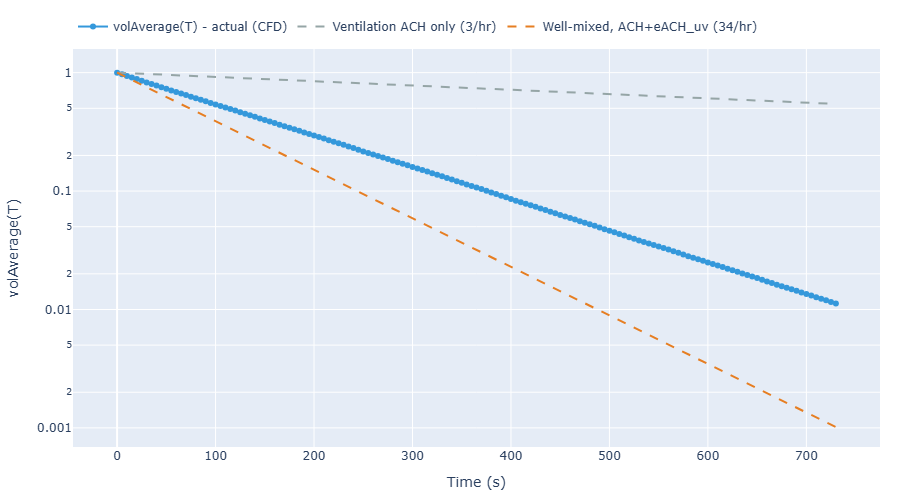 volAverage(T) - actual (CFD) Ventilation ACH only (3/hr) Well-mixed, ACH+eACH_uv (34/hr)
volAverage(T)
1
5
2
0.1
5
2
0.01
5
2
0.001
0 100 200 300 400 500 600 700
Time (s)